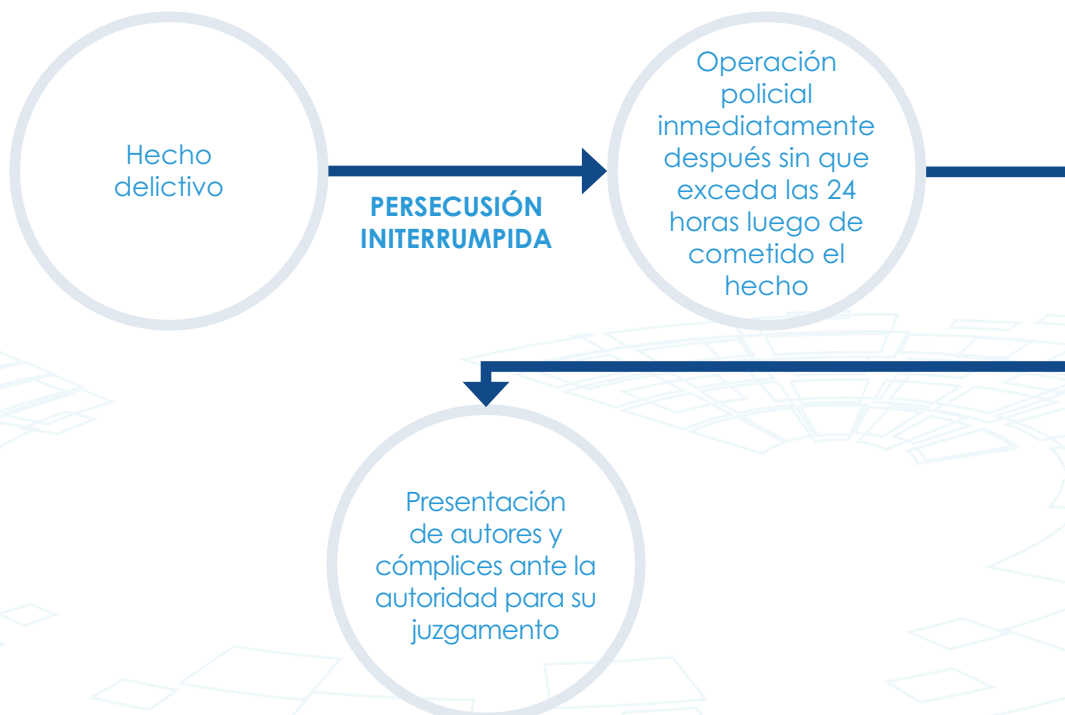 Hecho
delictivo
PERSECUSIÓN
INITERRUMPIDA
Operación
policial
inmediatamente
después sin que
exceda las 24
horas luego de
cometido el
hecho
Presentación
de autores y
cómplices ante la
autoridad para su
juzgamento